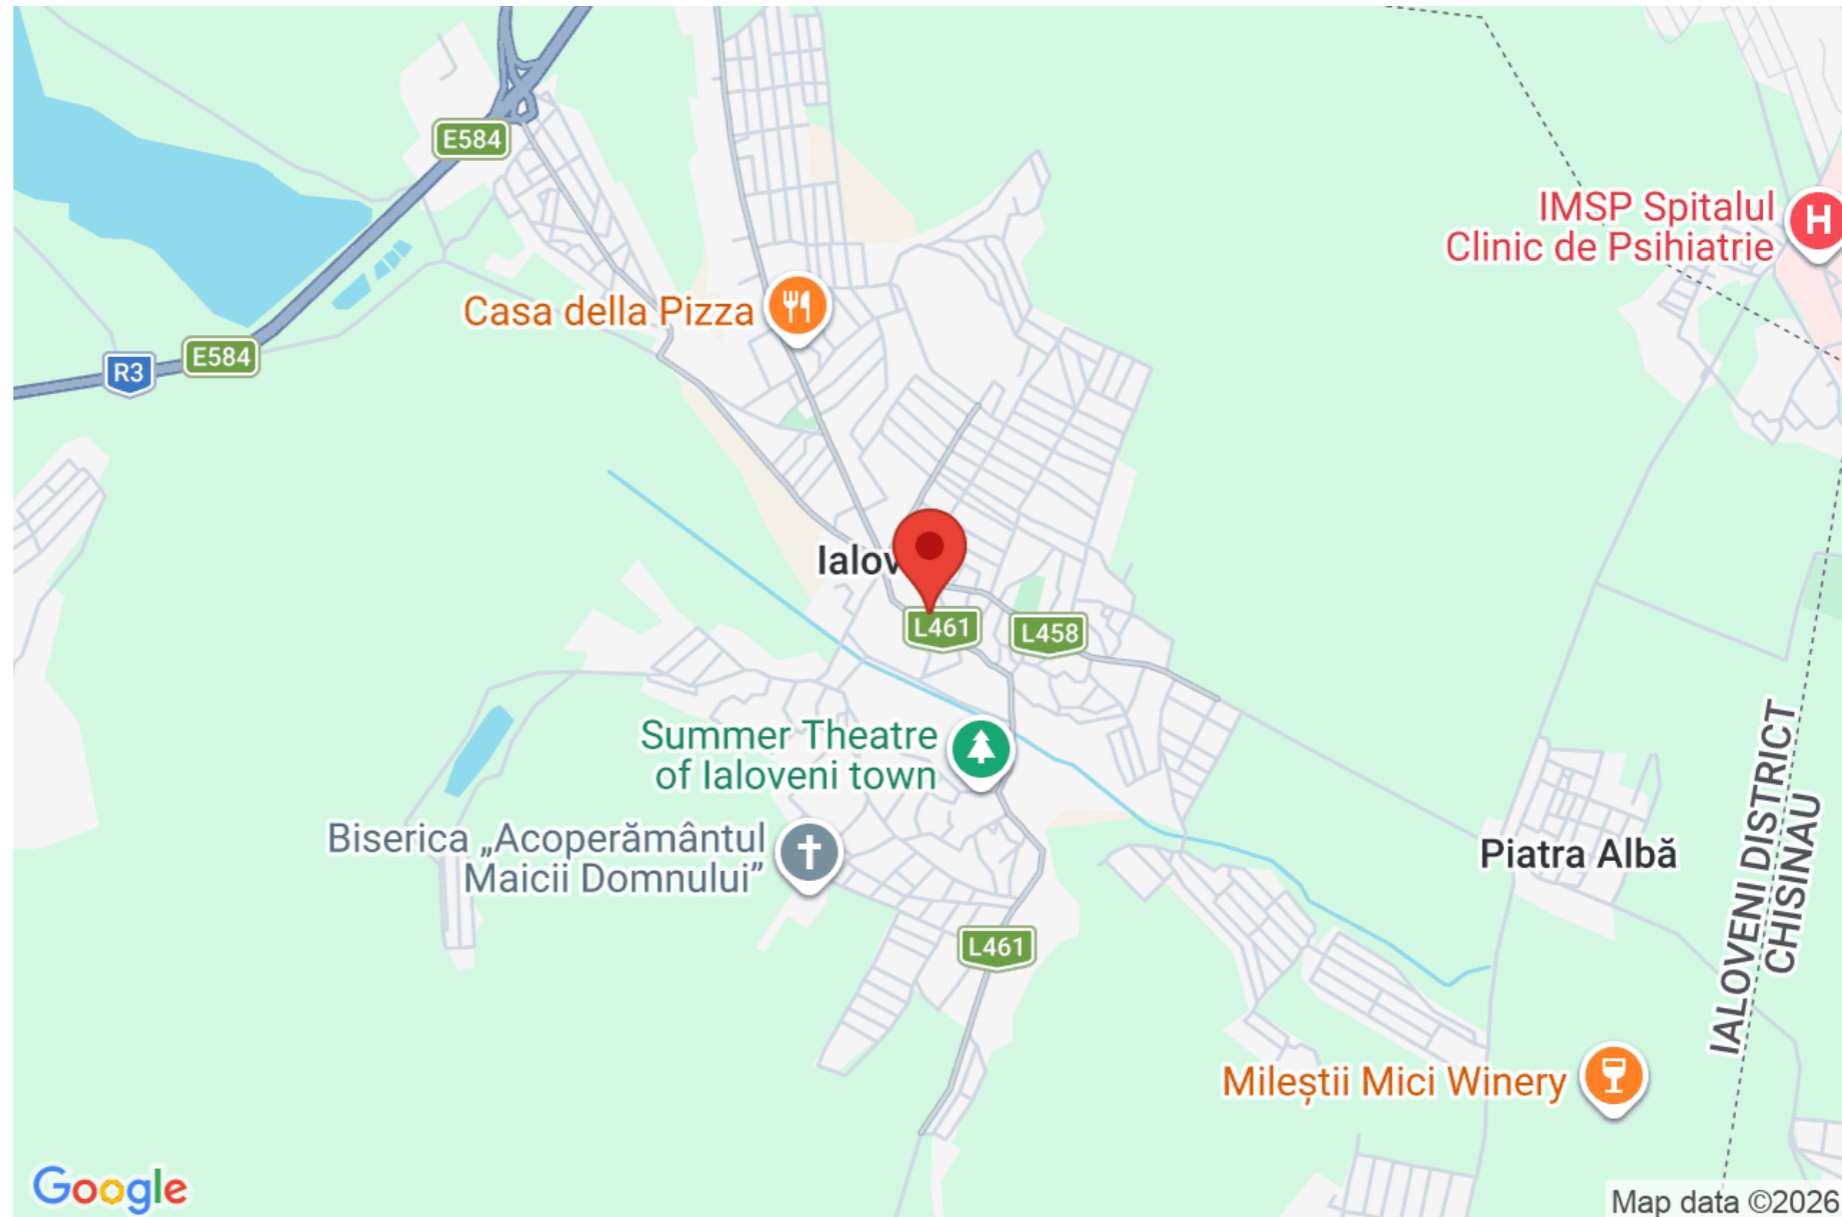 E584
IMSP Spitalul
Clinic de Psihiatrie
Casa della Pizza
E584
R3
Ialov
L461
L458
Summer Theatre
of Ialoveni town
Biserica „Acoperământul
Maicii Domnului”
Piatra Albă
IALOVENI DISTRICT
CHISINAU
L461
Mileștii Mici Winery
Google
Map data ©2026